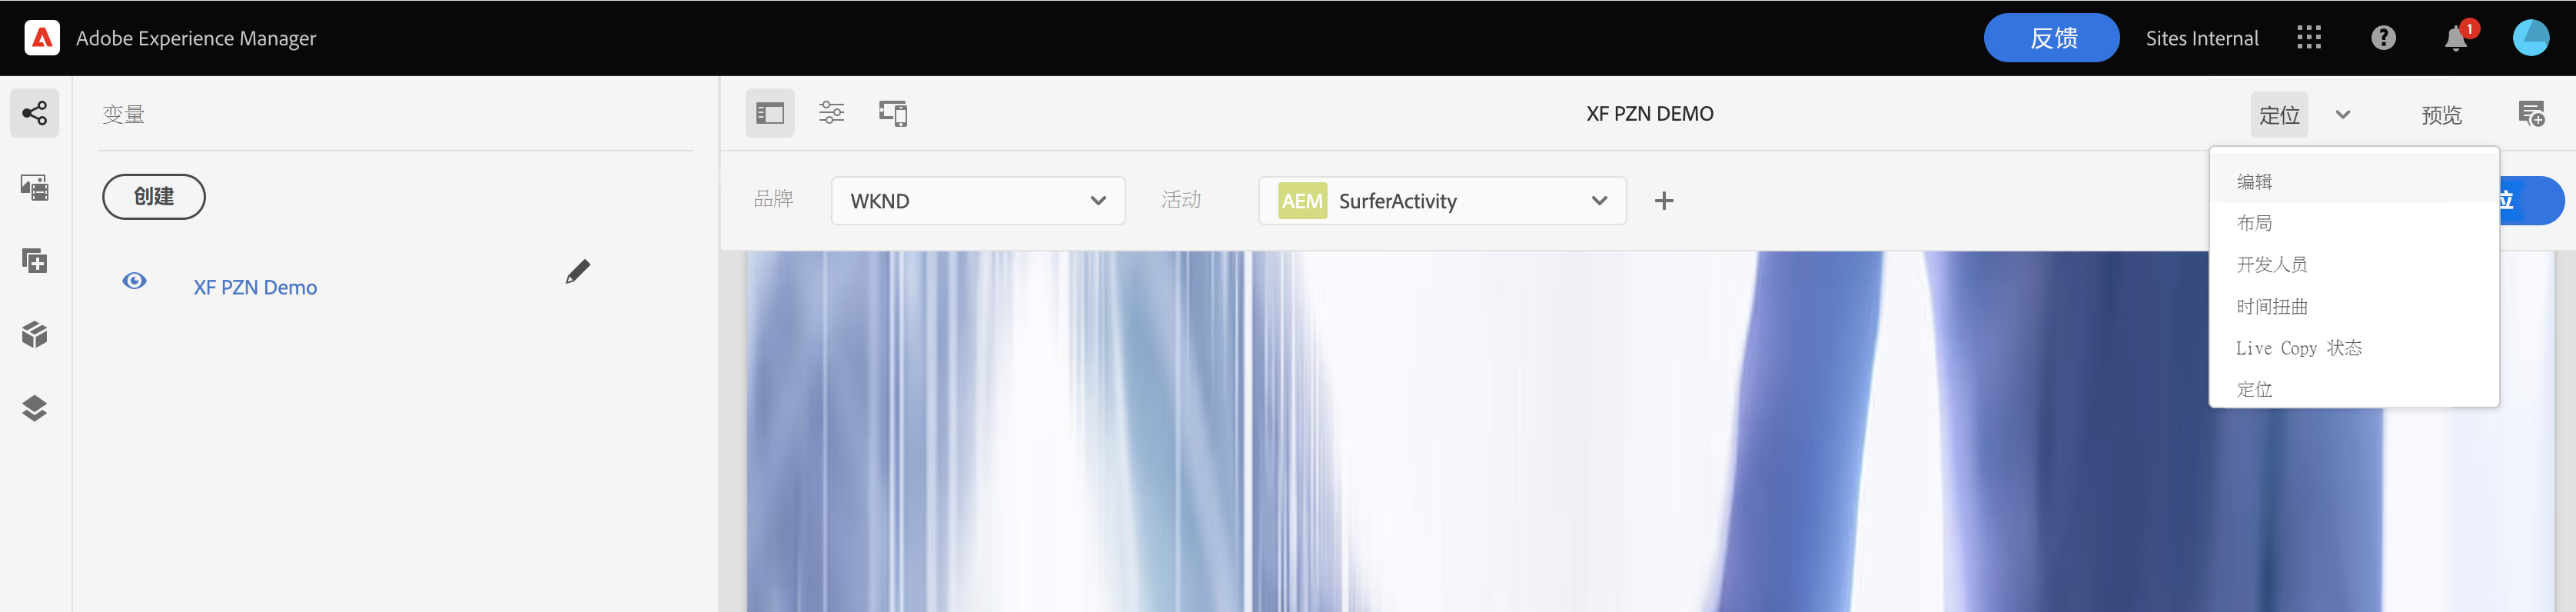 Adobe Experience Manager
反馈
Sites Internal
1
变量
XF PZN DEMO
定位
预览
创建
品牌
WKND
活动
AEM
SurferActivity
位
XF PZN Demo
编辑
布局
开发人员
时间扭曲
Live Copy 状态
定位